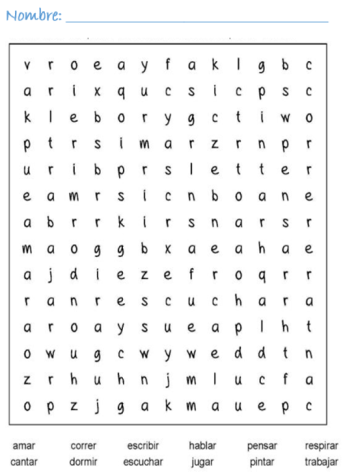 Nombre:
v r o e a y f a k l g b c
a r i x q u c s i c p s c
k l e b o r y g c t i w o
p t r s i m a r z r n p r
u r i b p r s l e t t e r
e a m r s i c n b o a n e
a b r r k i r s n a r s r
m a o g g b x a e a h a e
a j d i e z e f r o q r r
r a n r e s c u c h a r a
a r o a y s u e a p l h t
o w u g c w y w e d d t n
z r h u h n j m l u c f a
o p z j g a k m a u e p c
amar correr escribir hablar pensar respirar
cantar dormir escuchar jugar pintar trabajar